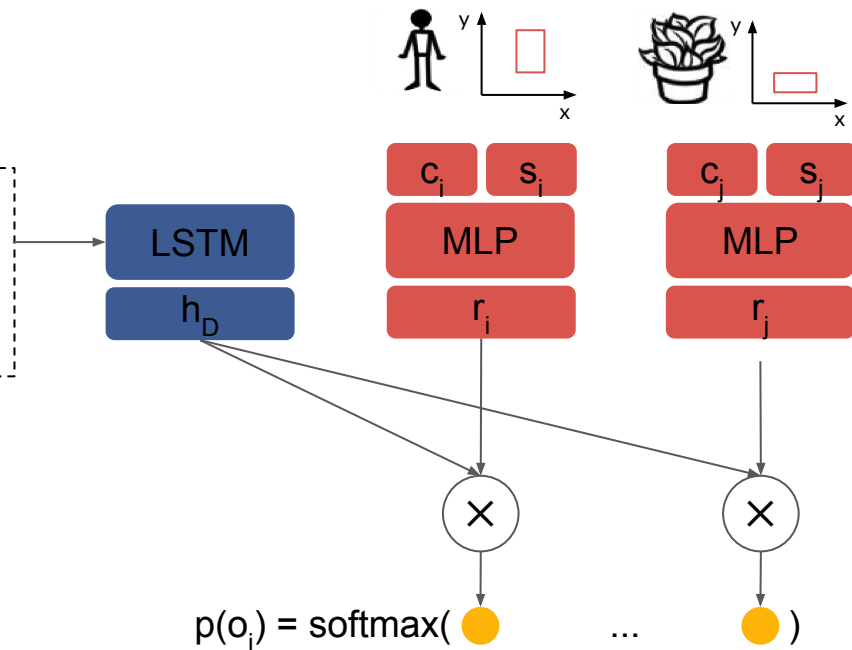 y
x
y
x
c_i s_i
c_j s_j
LSTM
MLP
MLP
h_D
r_i
r_j
×
×
p(o_i) = softmax( ... )